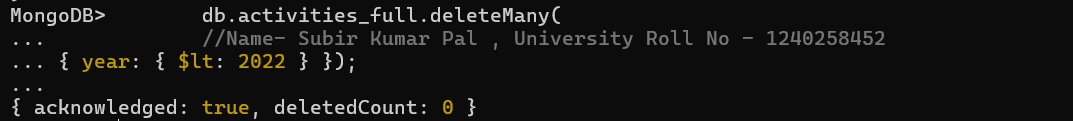 MongoDB>        db.activities_full.deleteMany(
...             //Name- Subir Kumar Pal , University Roll No - 1240258452
... { year: { $lt: 2022 } });
...
{ acknowledged: true, deletedCount: 0 }